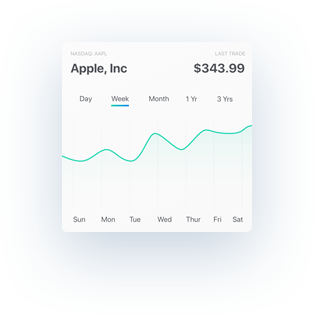 NASDAQ: AAPL LAST TRADE
Apple, Inc $343.99
Day Week Month 1 Yr 3 Yrs
Sun Mon Tue Wed Thur Fri Sat